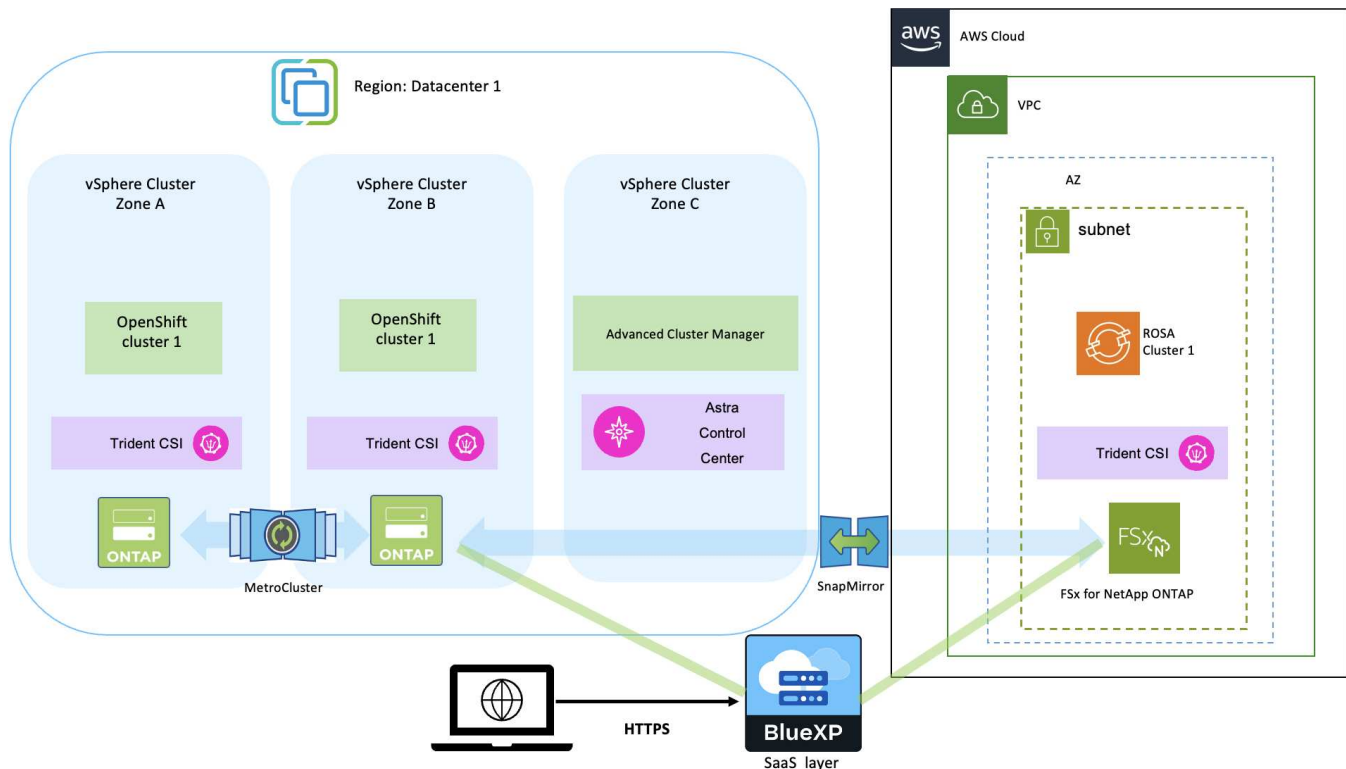 Region: Datacenter 1
vSphere Cluster
Zone A
OpenShift
cluster 1
Trident CSI
ONTAP
MetroCluster
vSphere Cluster
Zone B
OpenShift
cluster 1
Trident CSI
ONTAP
vSphere Cluster
Zone C
Advanced Cluster Manager
Astra
Control
Center
SnapMirror
aws
AWS Cloud
VPC
AZ
subnet
ROSA
Cluster 1
Trident CSI
FSx
N
FSx for NetApp ONTAP
HTTPS
BlueXP
SaaS layer